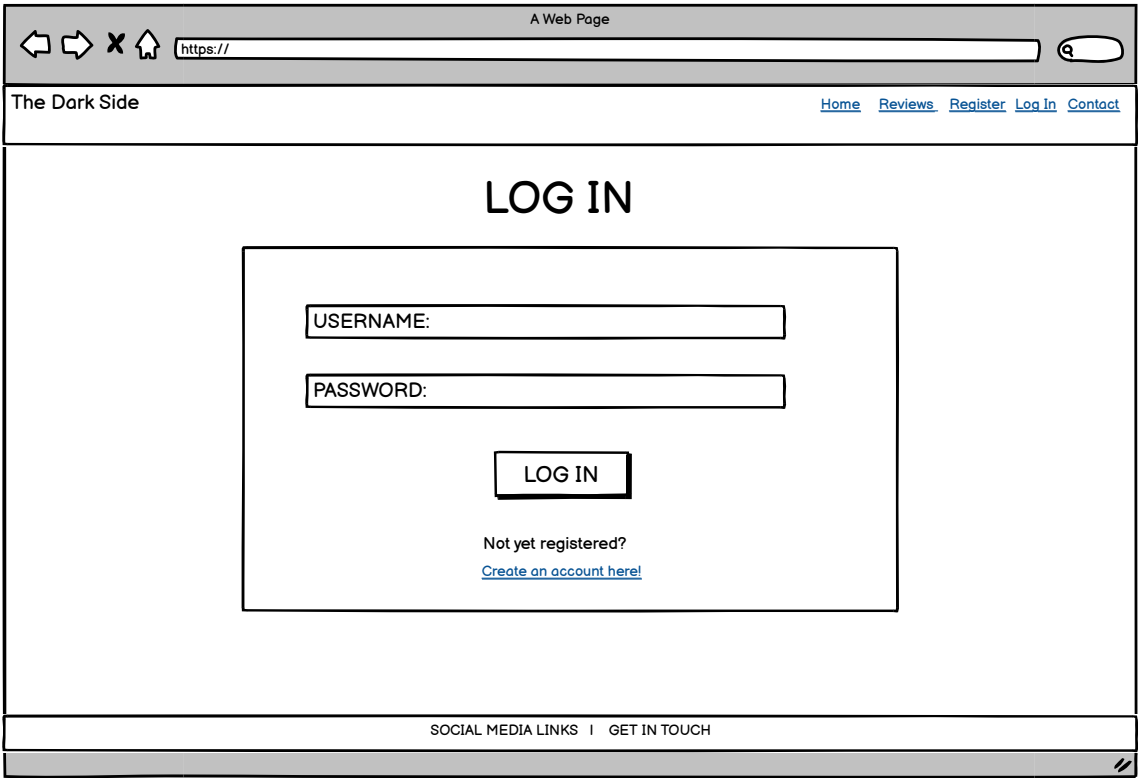 A Web Page
https://
The Dark Side
Home Reviews Register Log In Contact
LOG IN
USERNAME:
PASSWORD:
LOG IN
Not yet registered?
Create an account here!
SOCIAL MEDIA LINKS | GET IN TOUCH